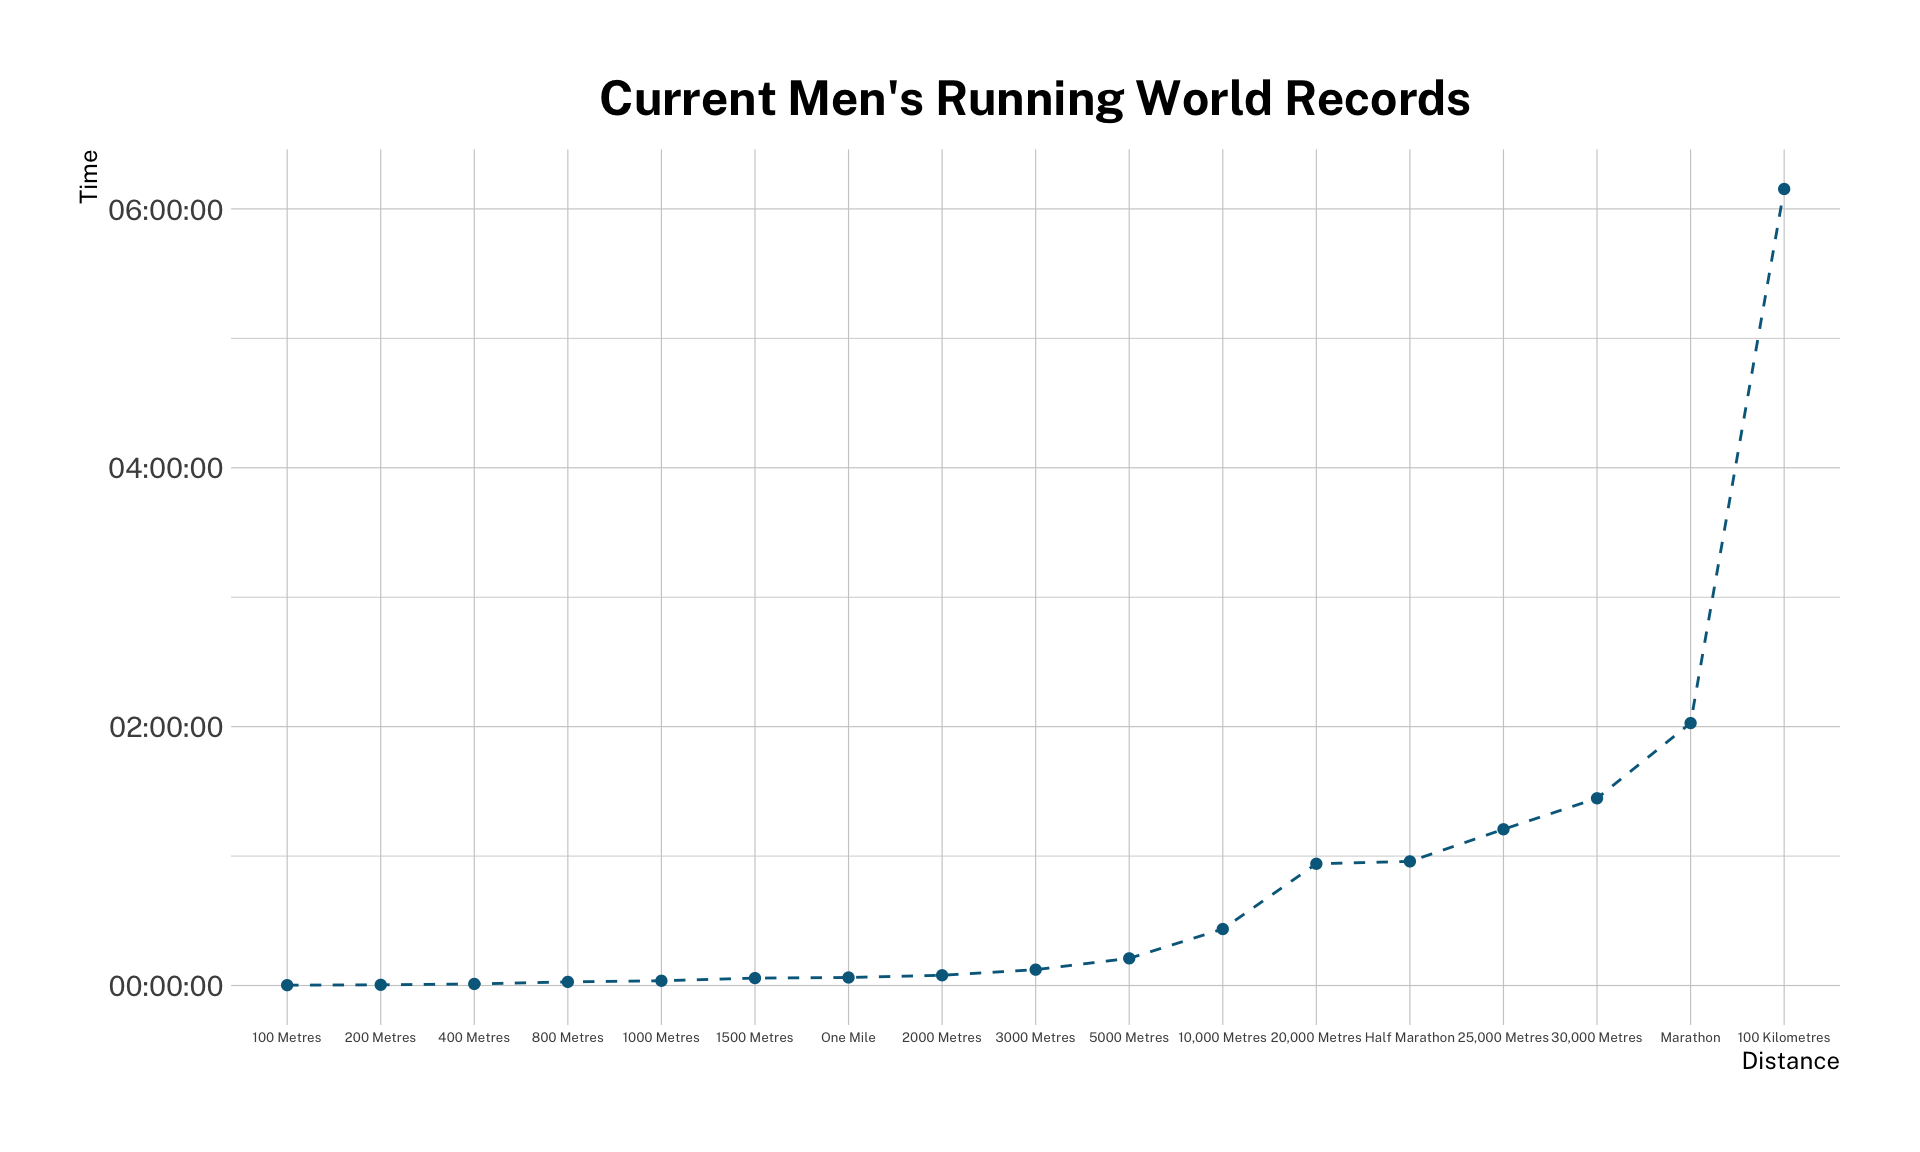 Current Men's Running World Records
Time
06:00:00
04:00:00
02:00:00
00:00:00
100 Metres 200 Metres 400 Metres 800 Metres 1000 Metres 1500 Metres One Mile 2000 Metres 3000 Metres 5000 Metres 10,000 Metres 20,000 Metres Half Marathon 25,000 Metres 30,000 Metres Marathon 100 Kilometres
Distance